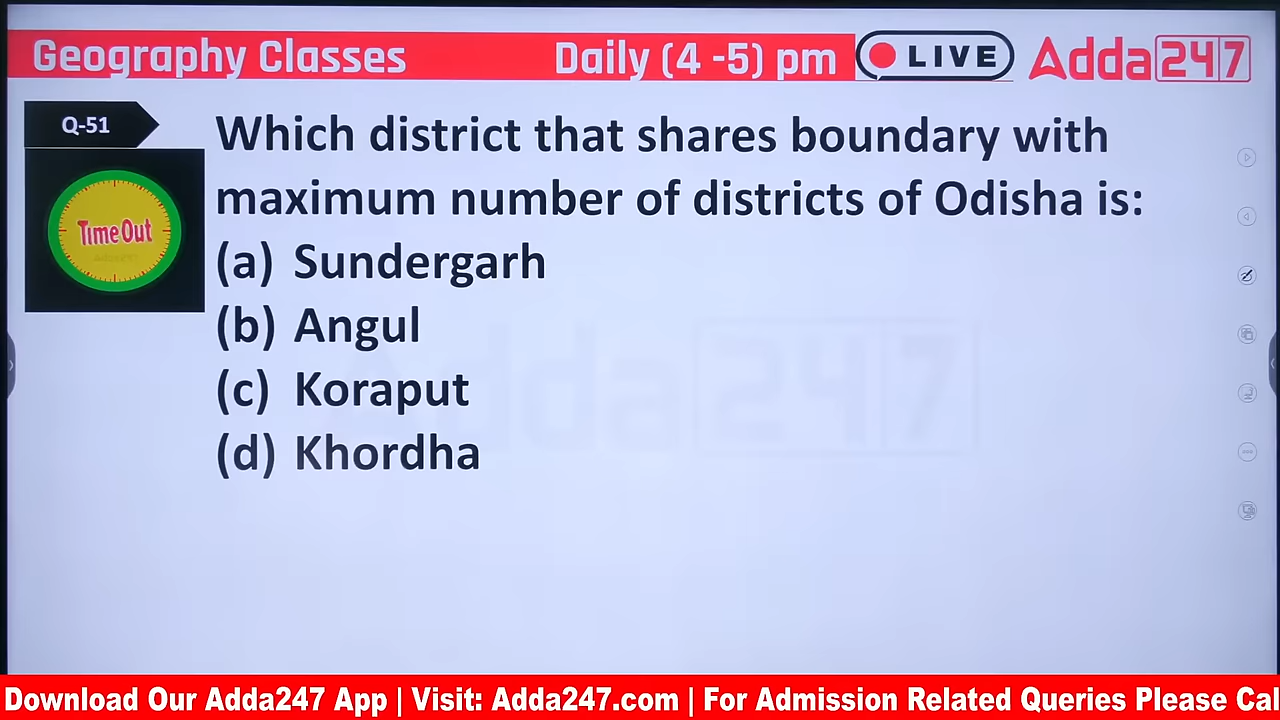 Geography Classes Daily (4 -5) pm LIVE Adda247
Q-51
Time Out
Which district that shares boundary with
maximum number of districts of Odisha is:
(a) Sundergarh
(b) Angul
(c) Koraput
(d) Khordha
Adda247
Download Our Adda247 App | Visit: Adda247.com | For Admission Related Queries Please Cal